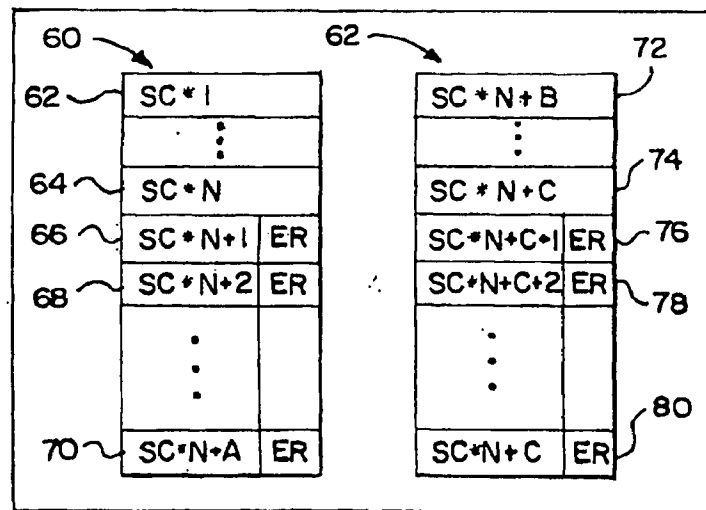 60
62
62
SC*1
SC*N+B
72
64
SC*N
SC*N+C
74
66
SC*N+1 ER
SC*N+C+1 ER
76
68
SC*N+2 ER
SC*N+C+2 ER
78
70
SC*N+A ER
SC*N+C ER
80